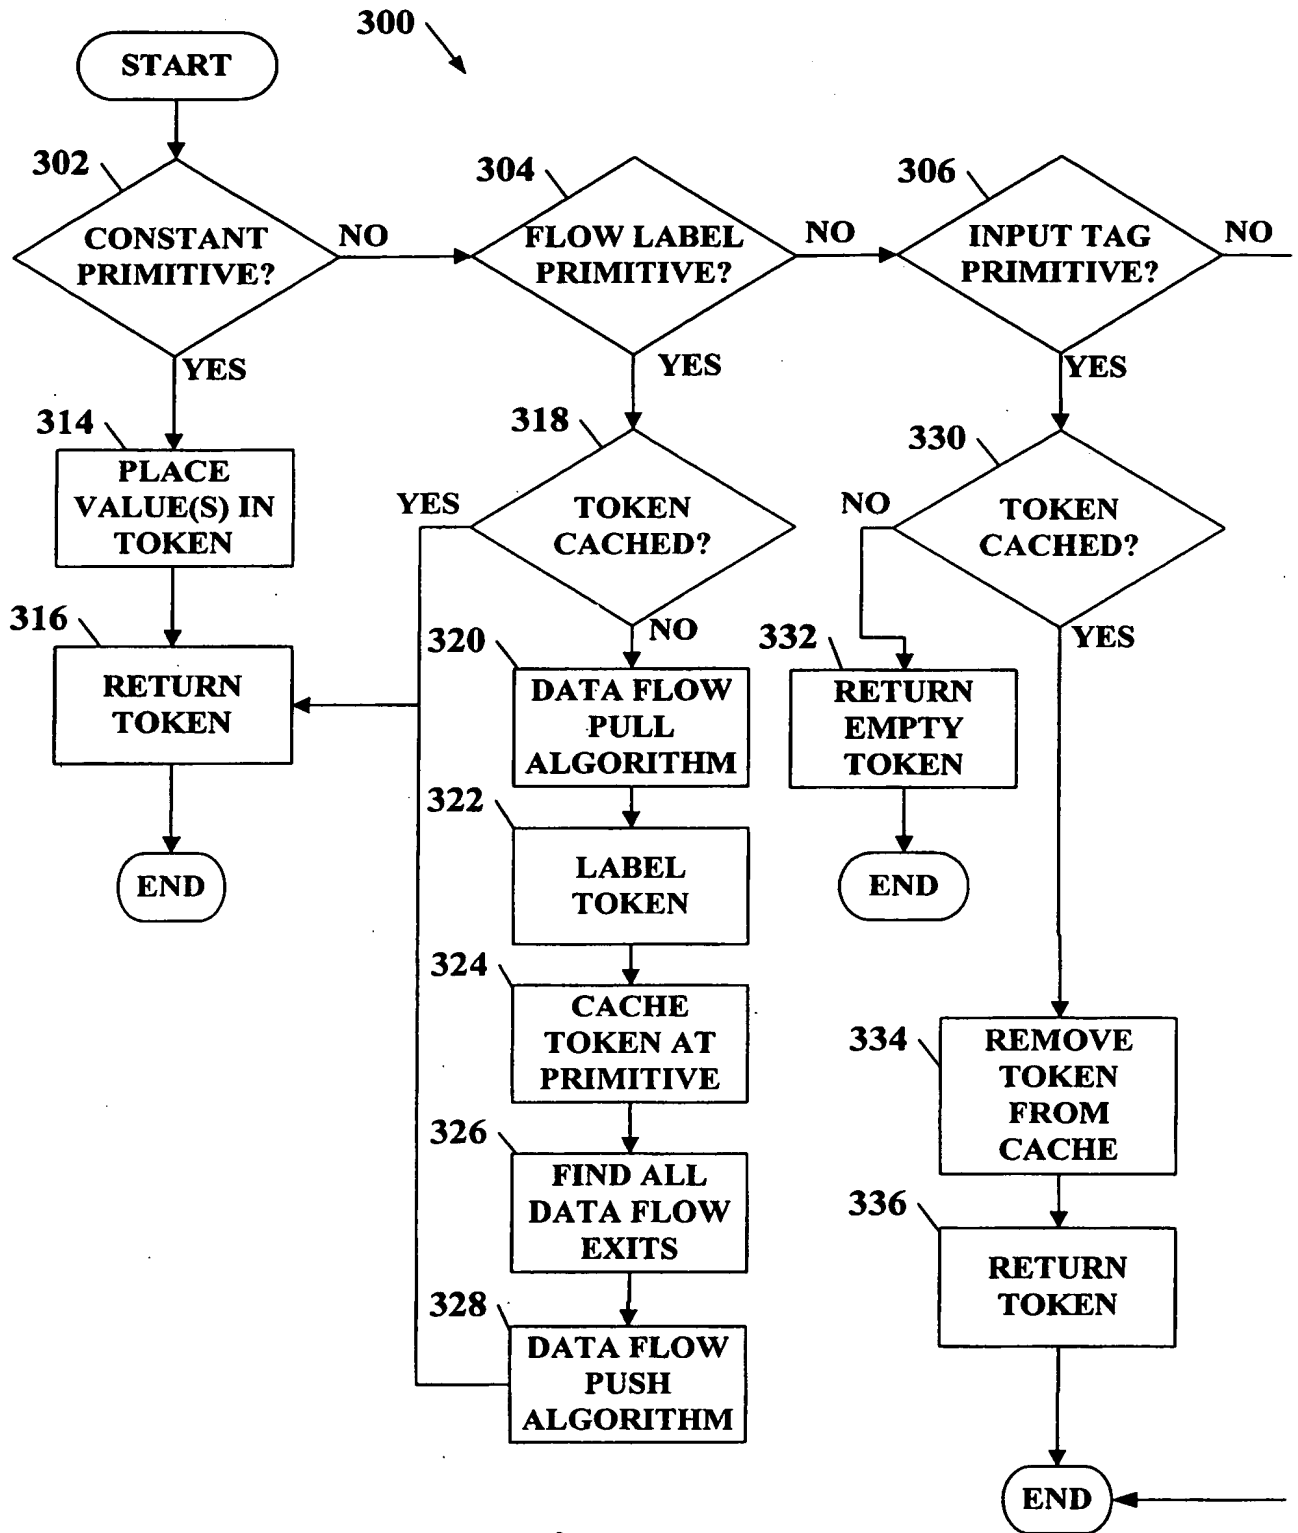 300
START
302
CONSTANT
PRIMITIVE?
NO
YES
304
FLOW LABEL
PRIMITIVE?
NO
YES
306
INPUT TAG
PRIMITIVE?
NO
YES
314
PLACE
VALUE(S) IN
TOKEN
316
RETURN
TOKEN
END
318
TOKEN
CACHED?
YES
NO
320
DATA FLOW
PULL
ALGORITHM
322
LABEL
TOKEN
324
CACHE
TOKEN AT
PRIMITIVE
326
FIND ALL
DATA FLOW
EXITS
328
DATA FLOW
PUSH
ALGORITHM
330
TOKEN
CACHED?
NO
YES
332
RETURN
EMPTY
TOKEN
END
334
REMOVE
TOKEN
FROM
CACHE
336
RETURN
TOKEN
END